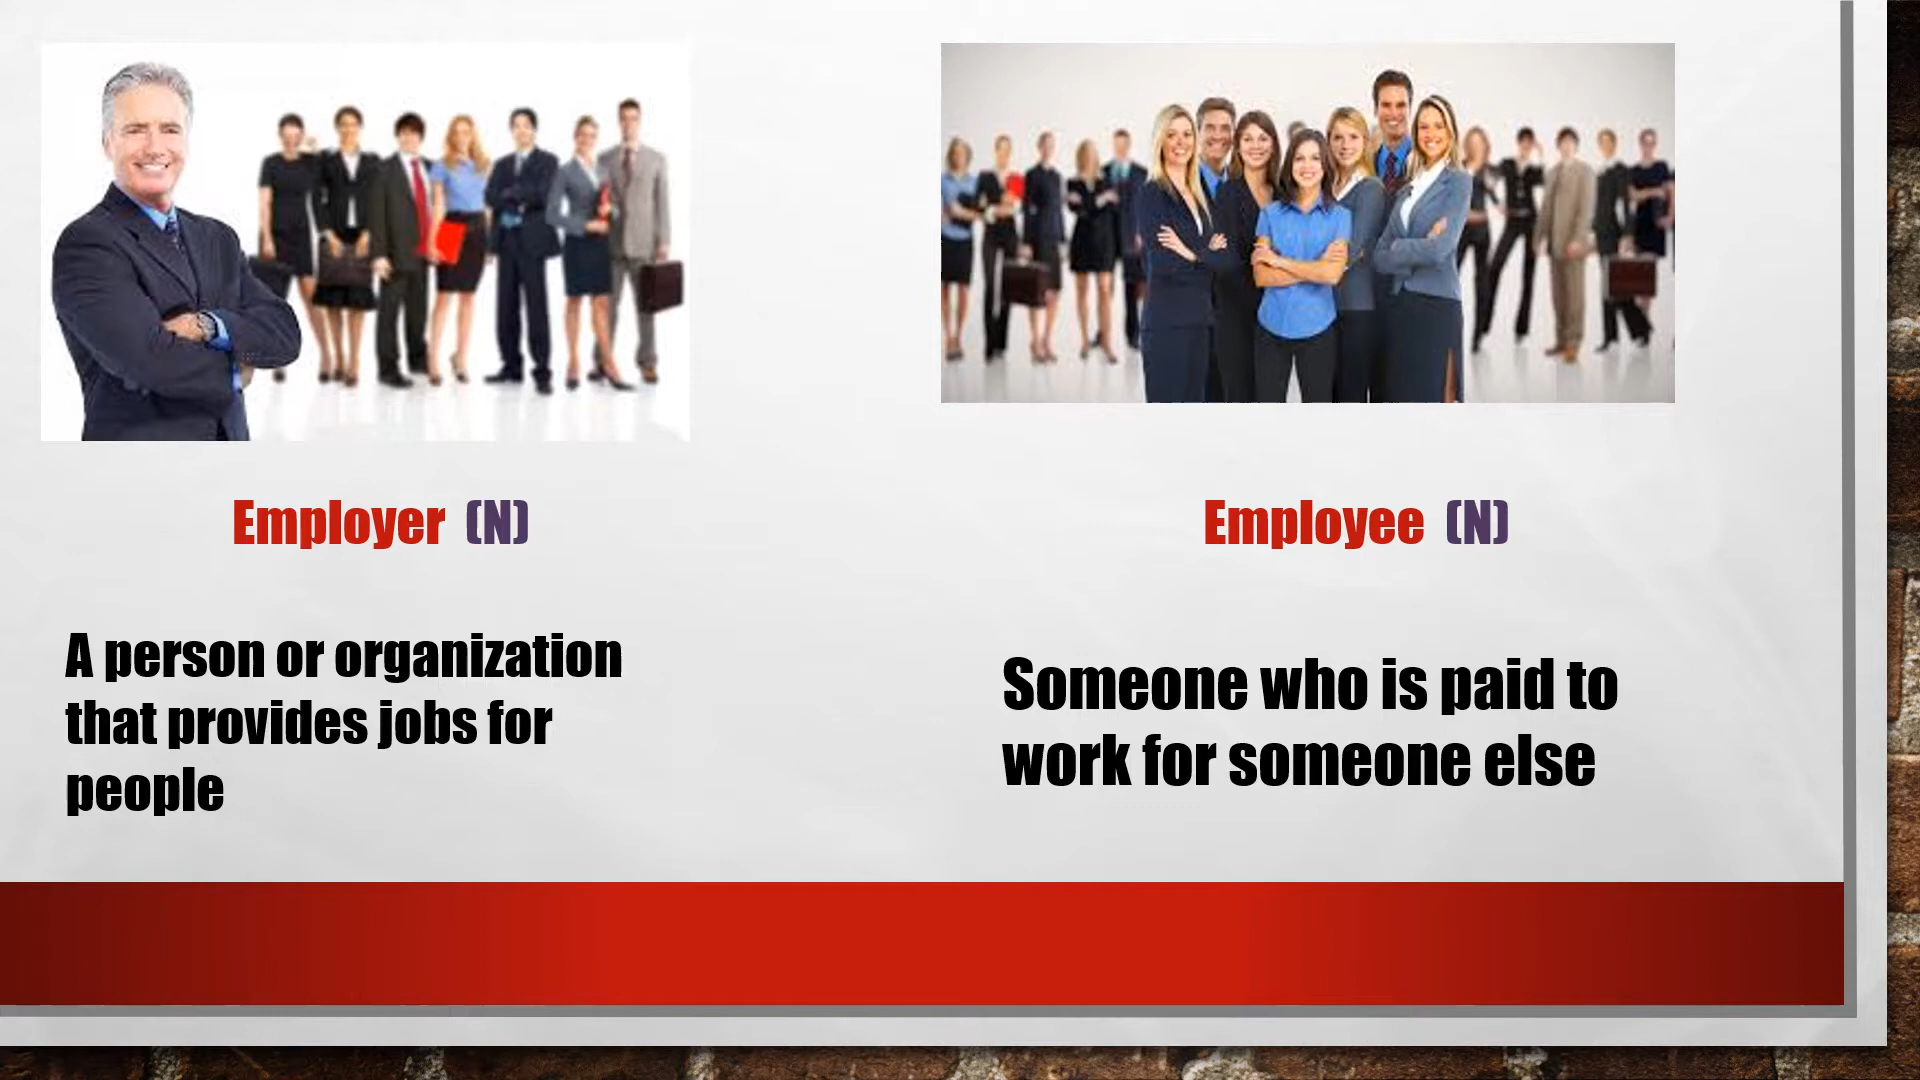 Employer (N)
A person or organization
that provides jobs for
people
Employee (N)
Someone who is paid to
work for someone else